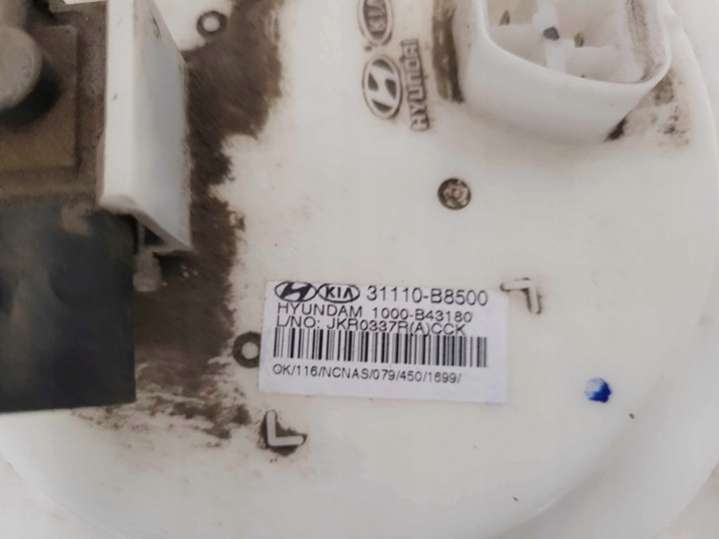 KIA
HYUNDAI
KIA 31110-B8500
HYUNDAM 1000-B43180
L/NO: JKR0337R(A)CCK
OK/116/NCNAS/079/450/1699/